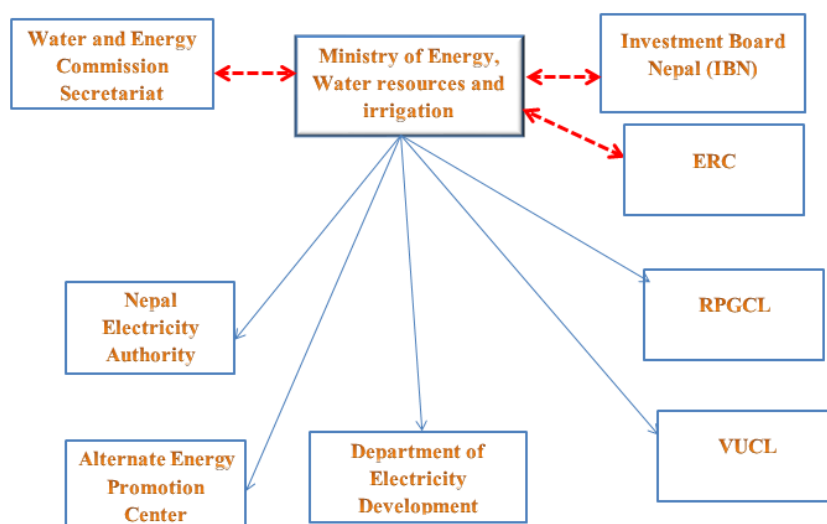 Water and Energy
Commission
Secretariat
Ministry of Energy,
Water resources and
irrigation
Investment Board
Nepal (IBN)
ERC
Nepal
Electricity
Authority
RPGCL
Alternate Energy
Promotion
Center
Department of
Electricity
Development
VUCL